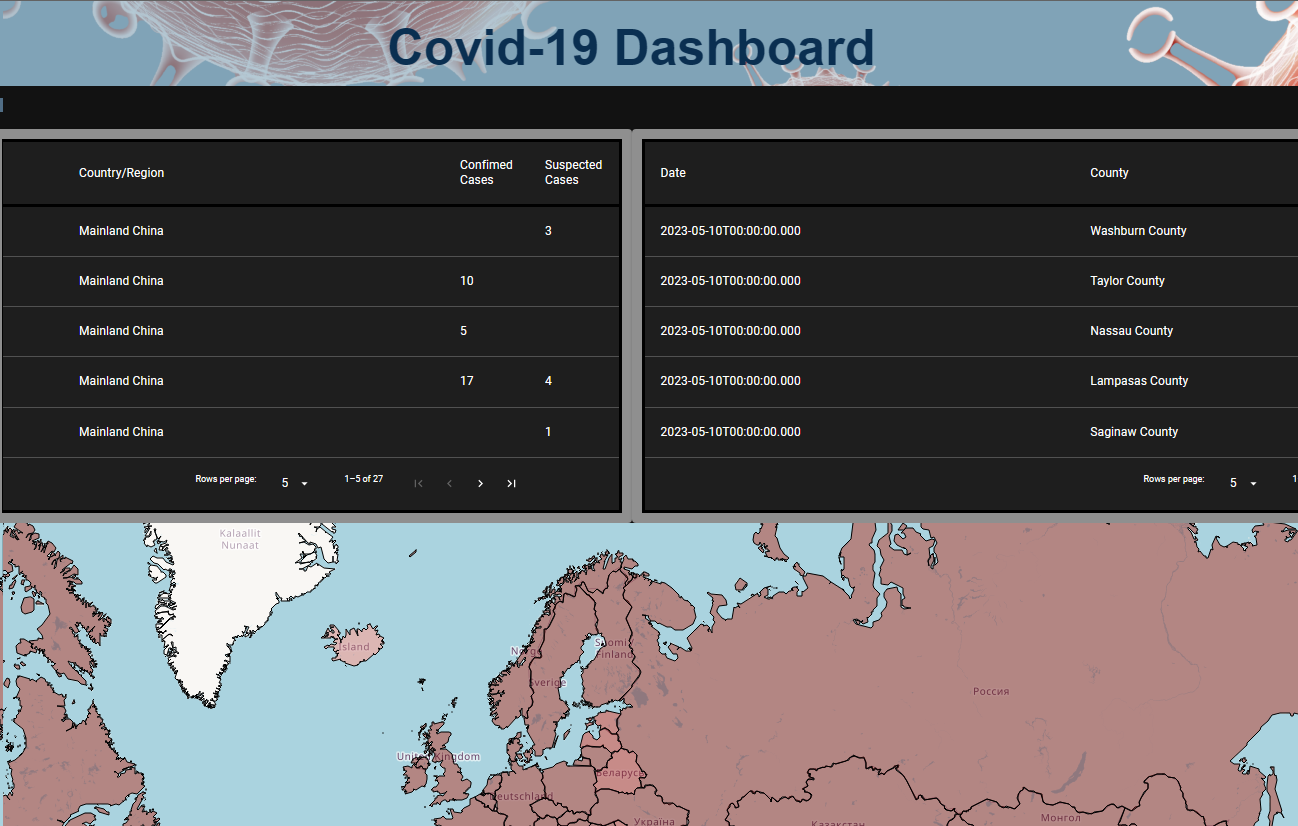 Covid-19 Dashboard
Country/Region Confimed Cases Suspected Cases
Mainland China 3
Mainland China 10
Mainland China 5
Mainland China 17 4
Mainland China 1
Rows per page: 5 1–5 of 27
Date County
2023-05-10T00:00:00.000 Washburn County
2023-05-10T00:00:00.000 Taylor County
2023-05-10T00:00:00.000 Nassau County
2023-05-10T00:00:00.000 Lampasas County
2023-05-10T00:00:00.000 Saginaw County
Rows per page: 5 1
Kalaallit
Nunaat
Ísland
Norge
Suomi
Finland
Sverige
Россия
United Kingdom
Беларусь
Deutschland
Україна
Казахстан
Монгол